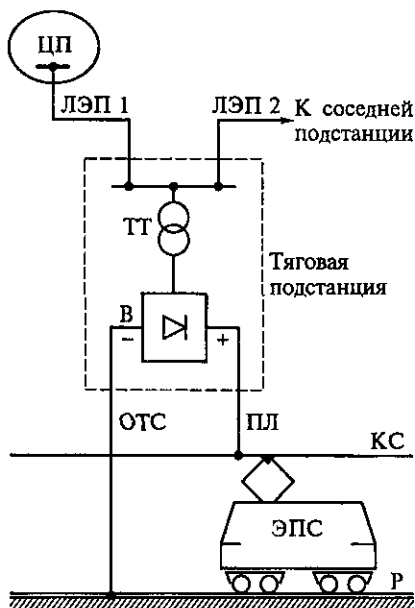 ЦП
ЛЭП 1
ЛЭП 2
К соседней
подстанции
ТТ
Тяговая
подстанция
В
− +
ОТС
ПЛ
КС
ЭПС
Р